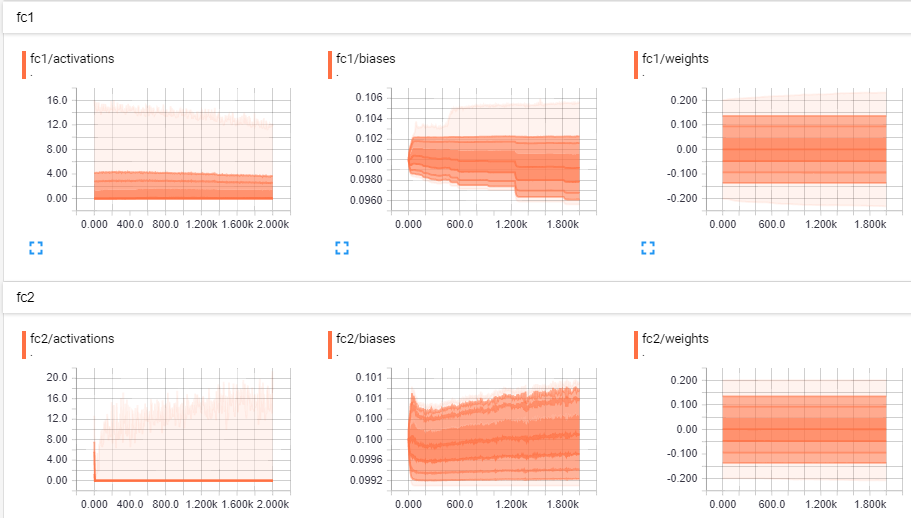 fc1
fc1/activations
.
16.0
12.0
8.00
4.00
0.00
0.000 400.0 800.0 1.200k 1.600k 2.000k
fc1/biases
.
0.106
0.104
0.102
0.100
0.0980
0.0960
0.000 600.0 1.200k 1.800k
fc1/weights
.
0.200
0.100
0.00
-0.100
-0.200
0.000 600.0 1.200k 1.800k
fc2
fc2/activations
.
20.0
16.0
12.0
8.00
4.00
0.00
0.000 400.0 800.0 1.200k 1.600k 2.000k
fc2/biases
.
0.101
0.100
0.100
0.0996
0.0992
0.000 600.0 1.200k 1.800k
fc2/weights
.
0.200
0.100
0.00
-0.100
-0.200
0.000 600.0 1.200k 1.800k